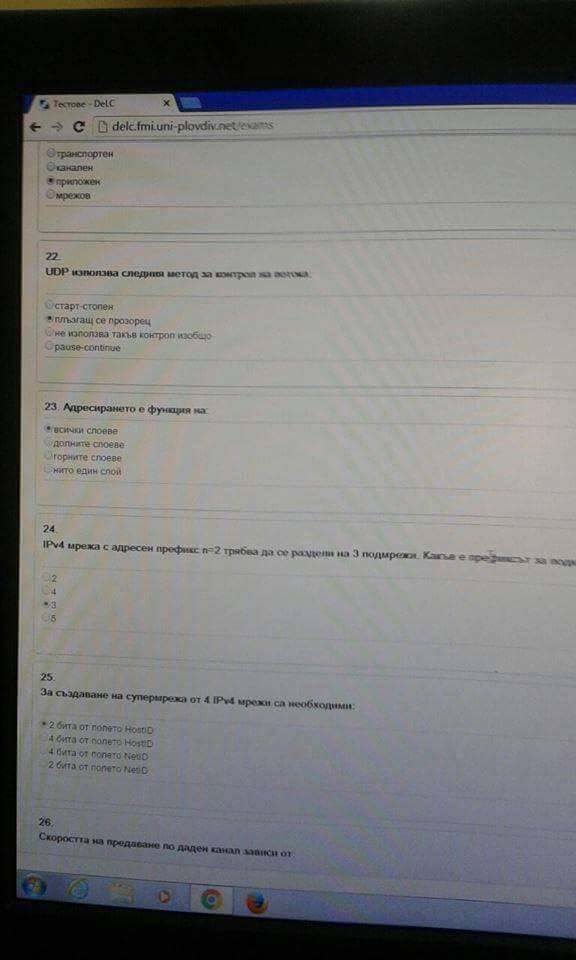 Тестове - DeLC
delc.fmi.uni-plovdiv.net/exams
транспортен
канален
приложен
мрежов
22.
UDP използва следния метод за контрол на потока:
старт-стопен
плъзгащ се прозорец
не използва такъв контрол изобщо
pause-continue
23. Адресирането е функция на:
всички слоеве
долните слоеве
горните слоеве
нито един слой
24.
IPv4 мрежа с адресен префикс n=2 трябва да се раздели на 3 подмрежи. Какъв е префиксът за
2
4
3
5
25.
За създаване на супермрежа от 4 IPv4 мрежи са необходими:
2 бита от полето HostID
4 бита от полето HostID
4 бита от полето NetID
2 бита от полето NetID
26.
Скоростта на предаване по даден канал зависи от: